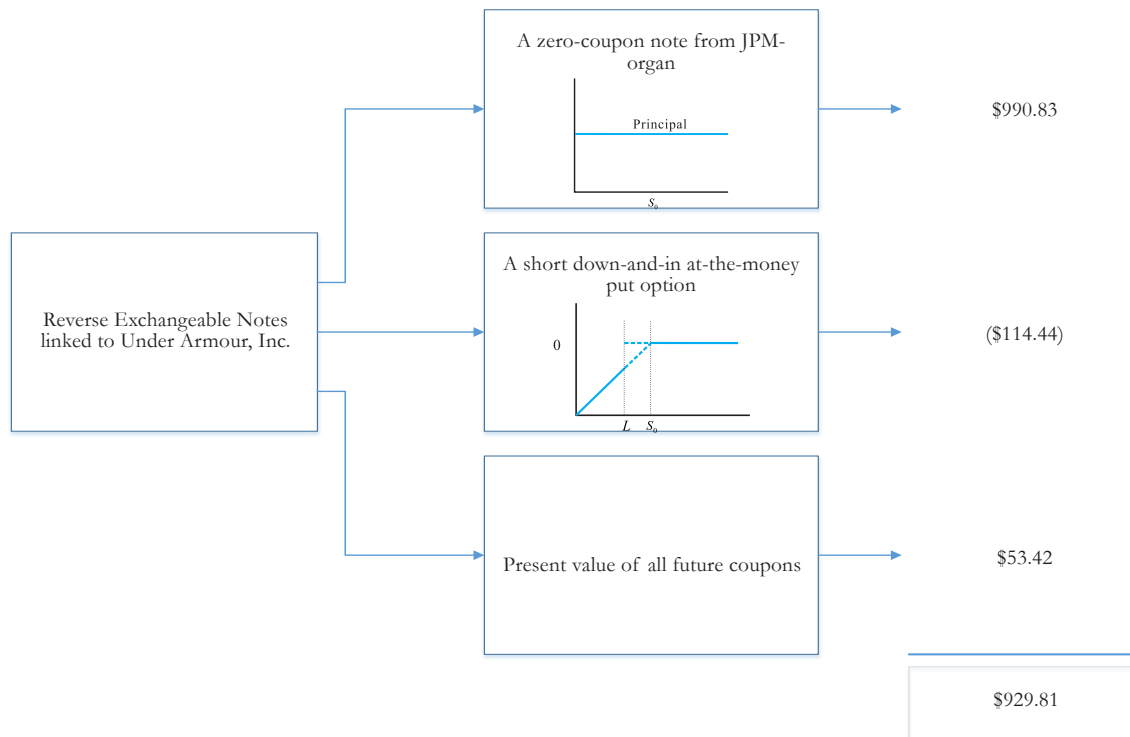 A zero-coupon note from JPM-
organ
Principal
S₀
$990.83
Reverse Exchangeable Notes
linked to Under Armour, Inc.
A short down-and-in at-the-money
put option
0
L S₀
($114.44)
Present value of all future coupons
$53.42
$929.81